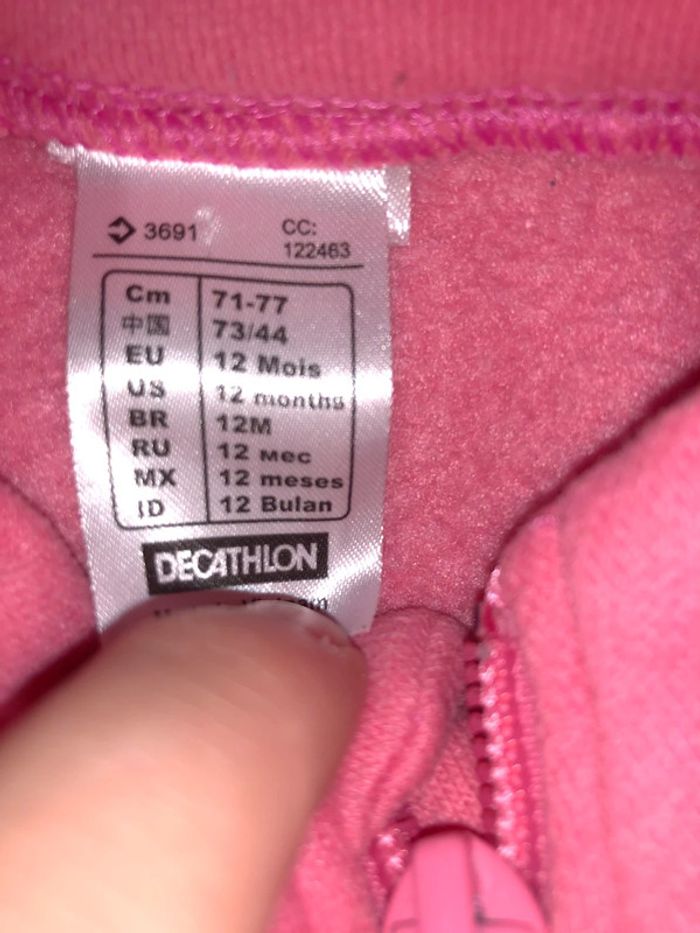 3691
CC:
122463
Cm 71-77
中国 73/44
EU 12 Mois
US 12 months
BR 12M
RU 12 мес
MX 12 meses
ID 12 Bulan
DECATHLON